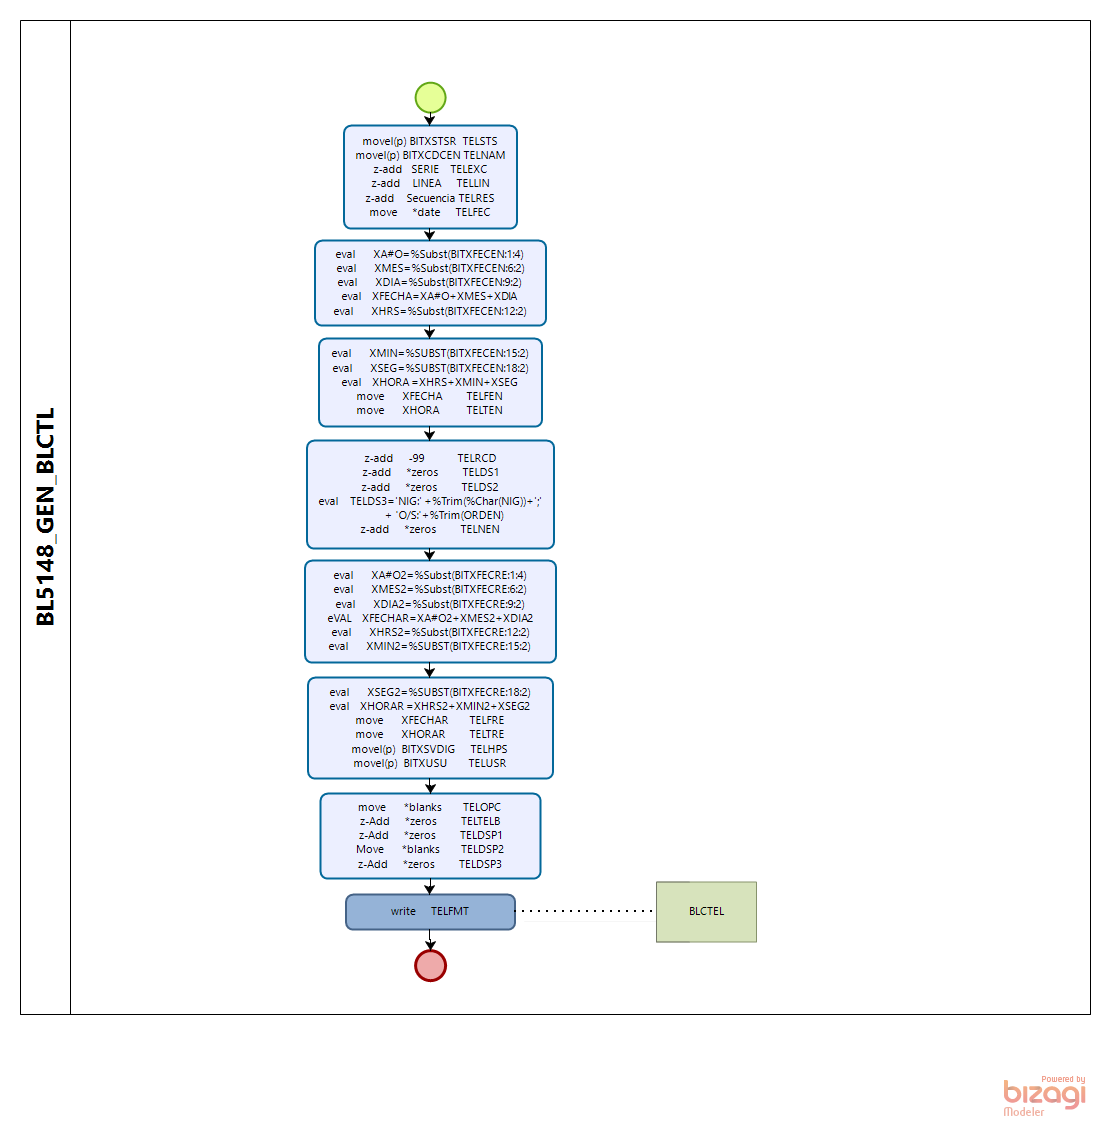 BL5148_GEN_BLCTL
movel(p) BITXSTSR TELSTS
movel(p) BITXCDCEN TELNAM
z-add SERIE TELEXC
z-add LINEA TELLIN
z-add Secuencia TELRES
move *date TELFEC
eval XA#O=%Subst(BITXFECEN:1:4)
eval XMES=%Subst(BITXFECEN:6:2)
eval XDIA=%Subst(BITXFECEN:9:2)
eval XFECHA=XA#O+XMES+XDIA
eval XHRS=%Subst(BITXFECEN:12:2)
eval XMIN=%SUBST(BITXFECEN:15:2)
eval XSEG=%SUBST(BITXFECEN:18:2)
eval XHORA =XHRS+XMIN+XSEG
move XFECHA TELFEN
move XHORA TELTEN
z-add -99 TELRCD
z-add *zeros TELDS1
z-add *zeros TELDS2
eval TELDS3='NIG:' +%Trim(%Char(NIG))+';'
+ 'O/S:'+%Trim(ORDEN)
z-add *zeros TELNEN
eval XA#O2=%Subst(BITXFECRE:1:4)
eval XMES2=%Subst(BITXFECRE:6:2)
eval XDIA2=%Subst(BITXFECRE:9:2)
eVAL XFECHAR=XA#O2+XMES2+XDIA2
eval XHRS2=%Subst(BITXFECRE:12:2)
eval XMIN2=%SUBST(BITXFECRE:15:2)
eval XSEG2=%SUBST(BITXFECRE:18:2)
eval XHORAR =XHRS2+XMIN2+XSEG2
move XFECHAR TELFRE
move XHORAR TELTRE
movel(p) BITXSVDIG TELHPS
movel(p) BITXUSU TELUSR
move *blanks TELOPC
z-Add *zeros TELTELB
z-Add *zeros TELDSP1
Move *blanks TELDSP2
z-Add *zeros TELDSP3
write TELFMT
BLCTEL
Powered by
bizagi
Modeler